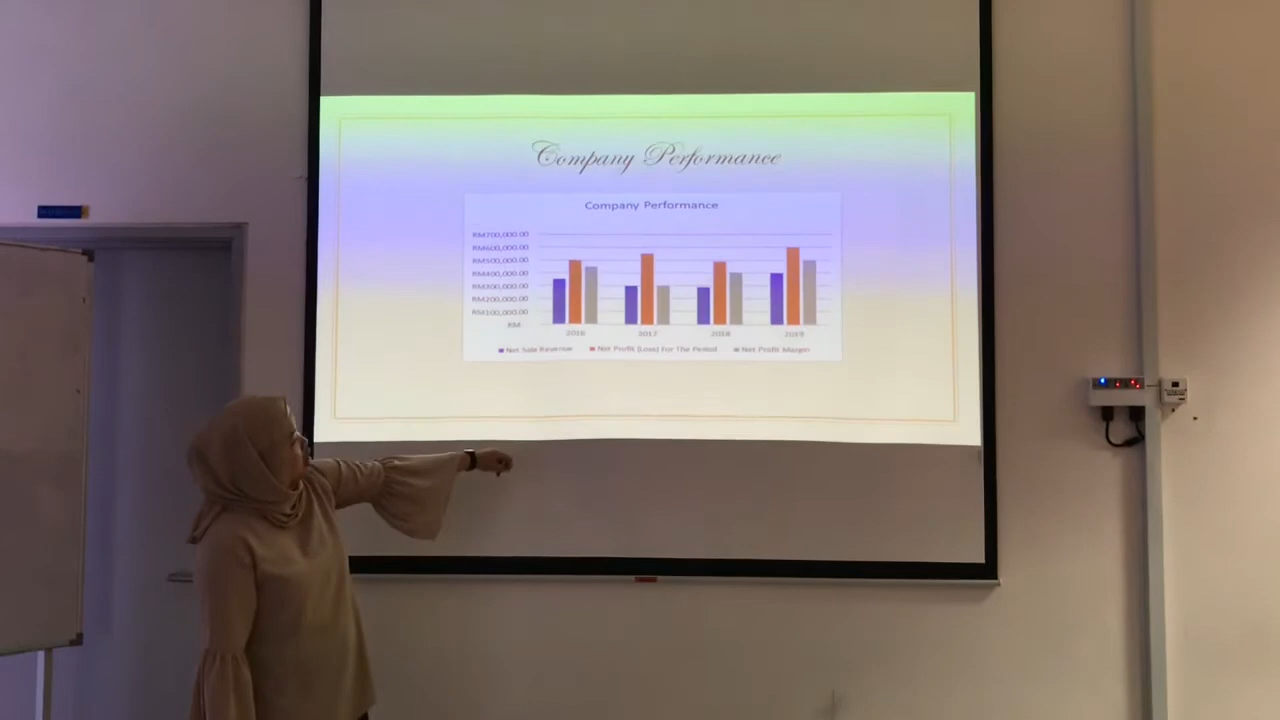 Company Performance
Company Performance
RM700,000.00
RM600,000.00
RM500,000.00
RM400,000.00
RM300,000.00
RM200,000.00
RM100,000.00
RM
2016 2017 2018 2019
Net Sale Revenue Net Profit (Loss) For The Period Net Profit Margin